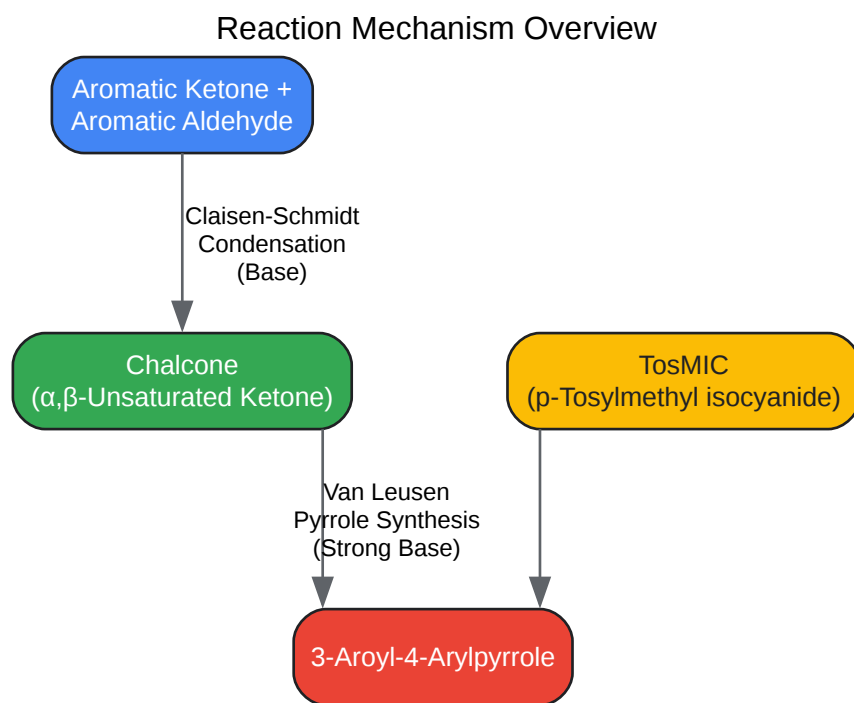 Reaction Mechanism Overview
Aromatic Ketone +
Aromatic Aldehyde
Claisen-Schmidt
Condensation
(Base)
Chalcone
(α,β-Unsaturated Ketone)
TosMIC
(p-Tosylmethyl isocyanide)
Van Leusen
Pyrrole Synthesis
(Strong Base)
3-Aroyl-4-Arylpyrrole